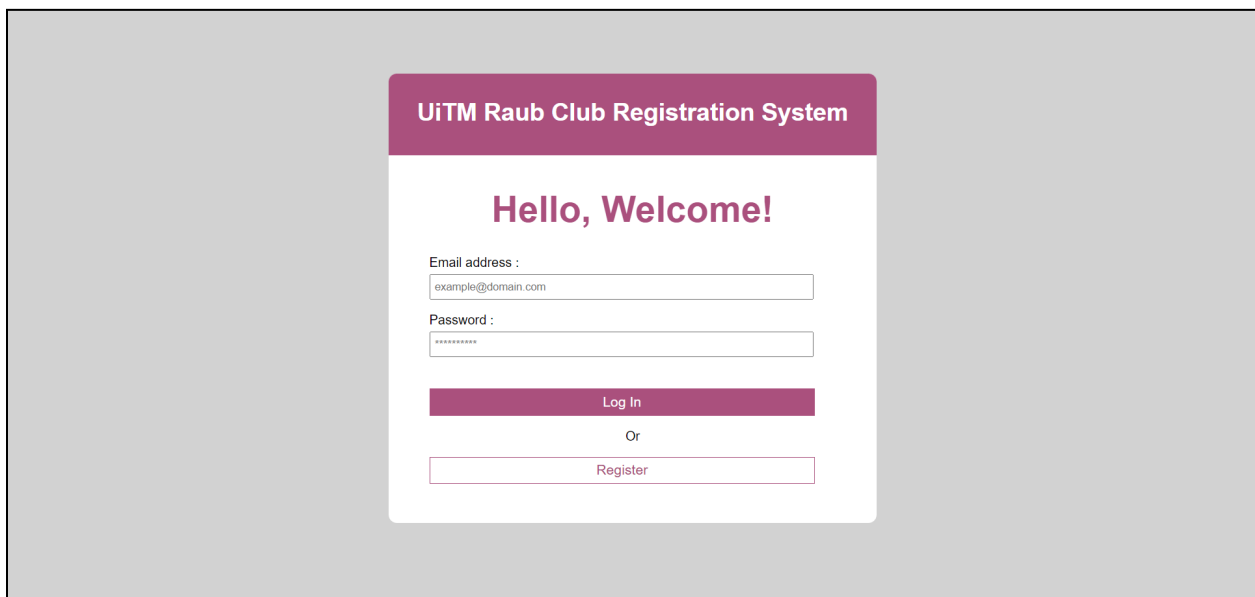 UiTM Raub Club Registration System
Hello, Welcome!
Email address :
example@domain.com
Password :
**********
Log In
Or
Register